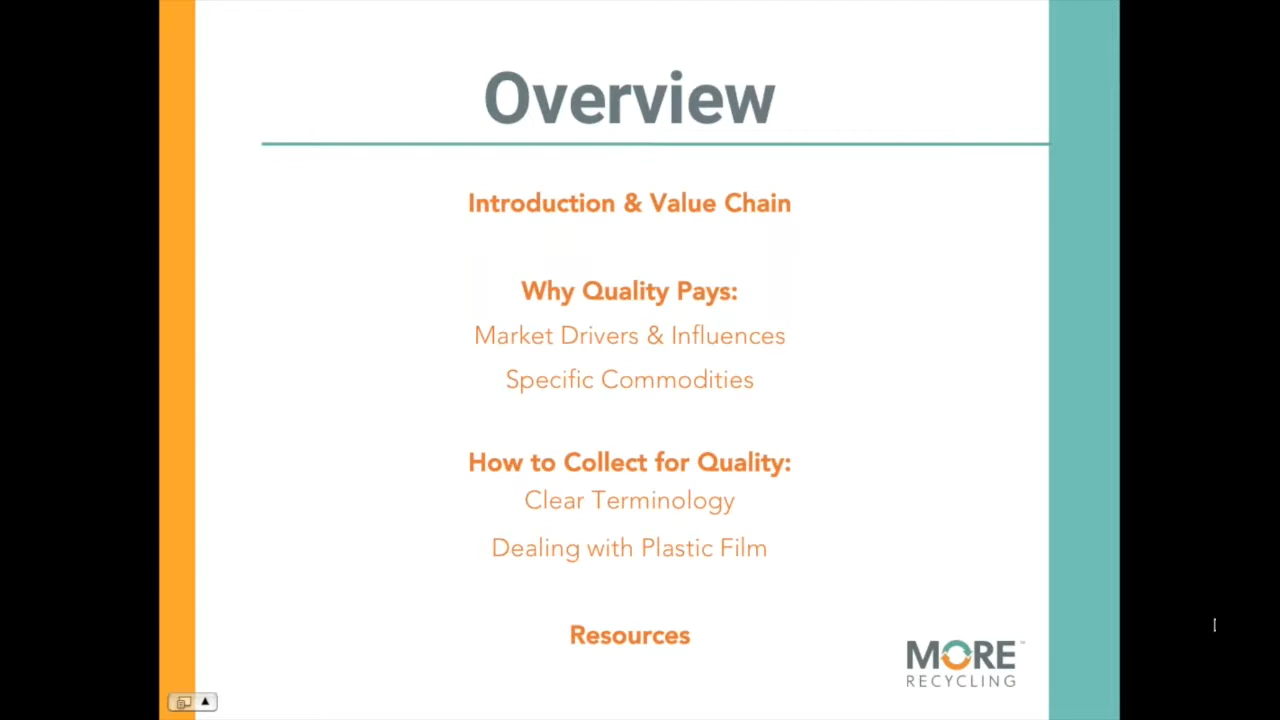 Overview
Introduction & Value Chain
Why Quality Pays:
Market Drivers & Influences
Specific Commodities
How to Collect for Quality:
Clear Terminology
Dealing with Plastic Film
Resources
MORE™
RECYCLING